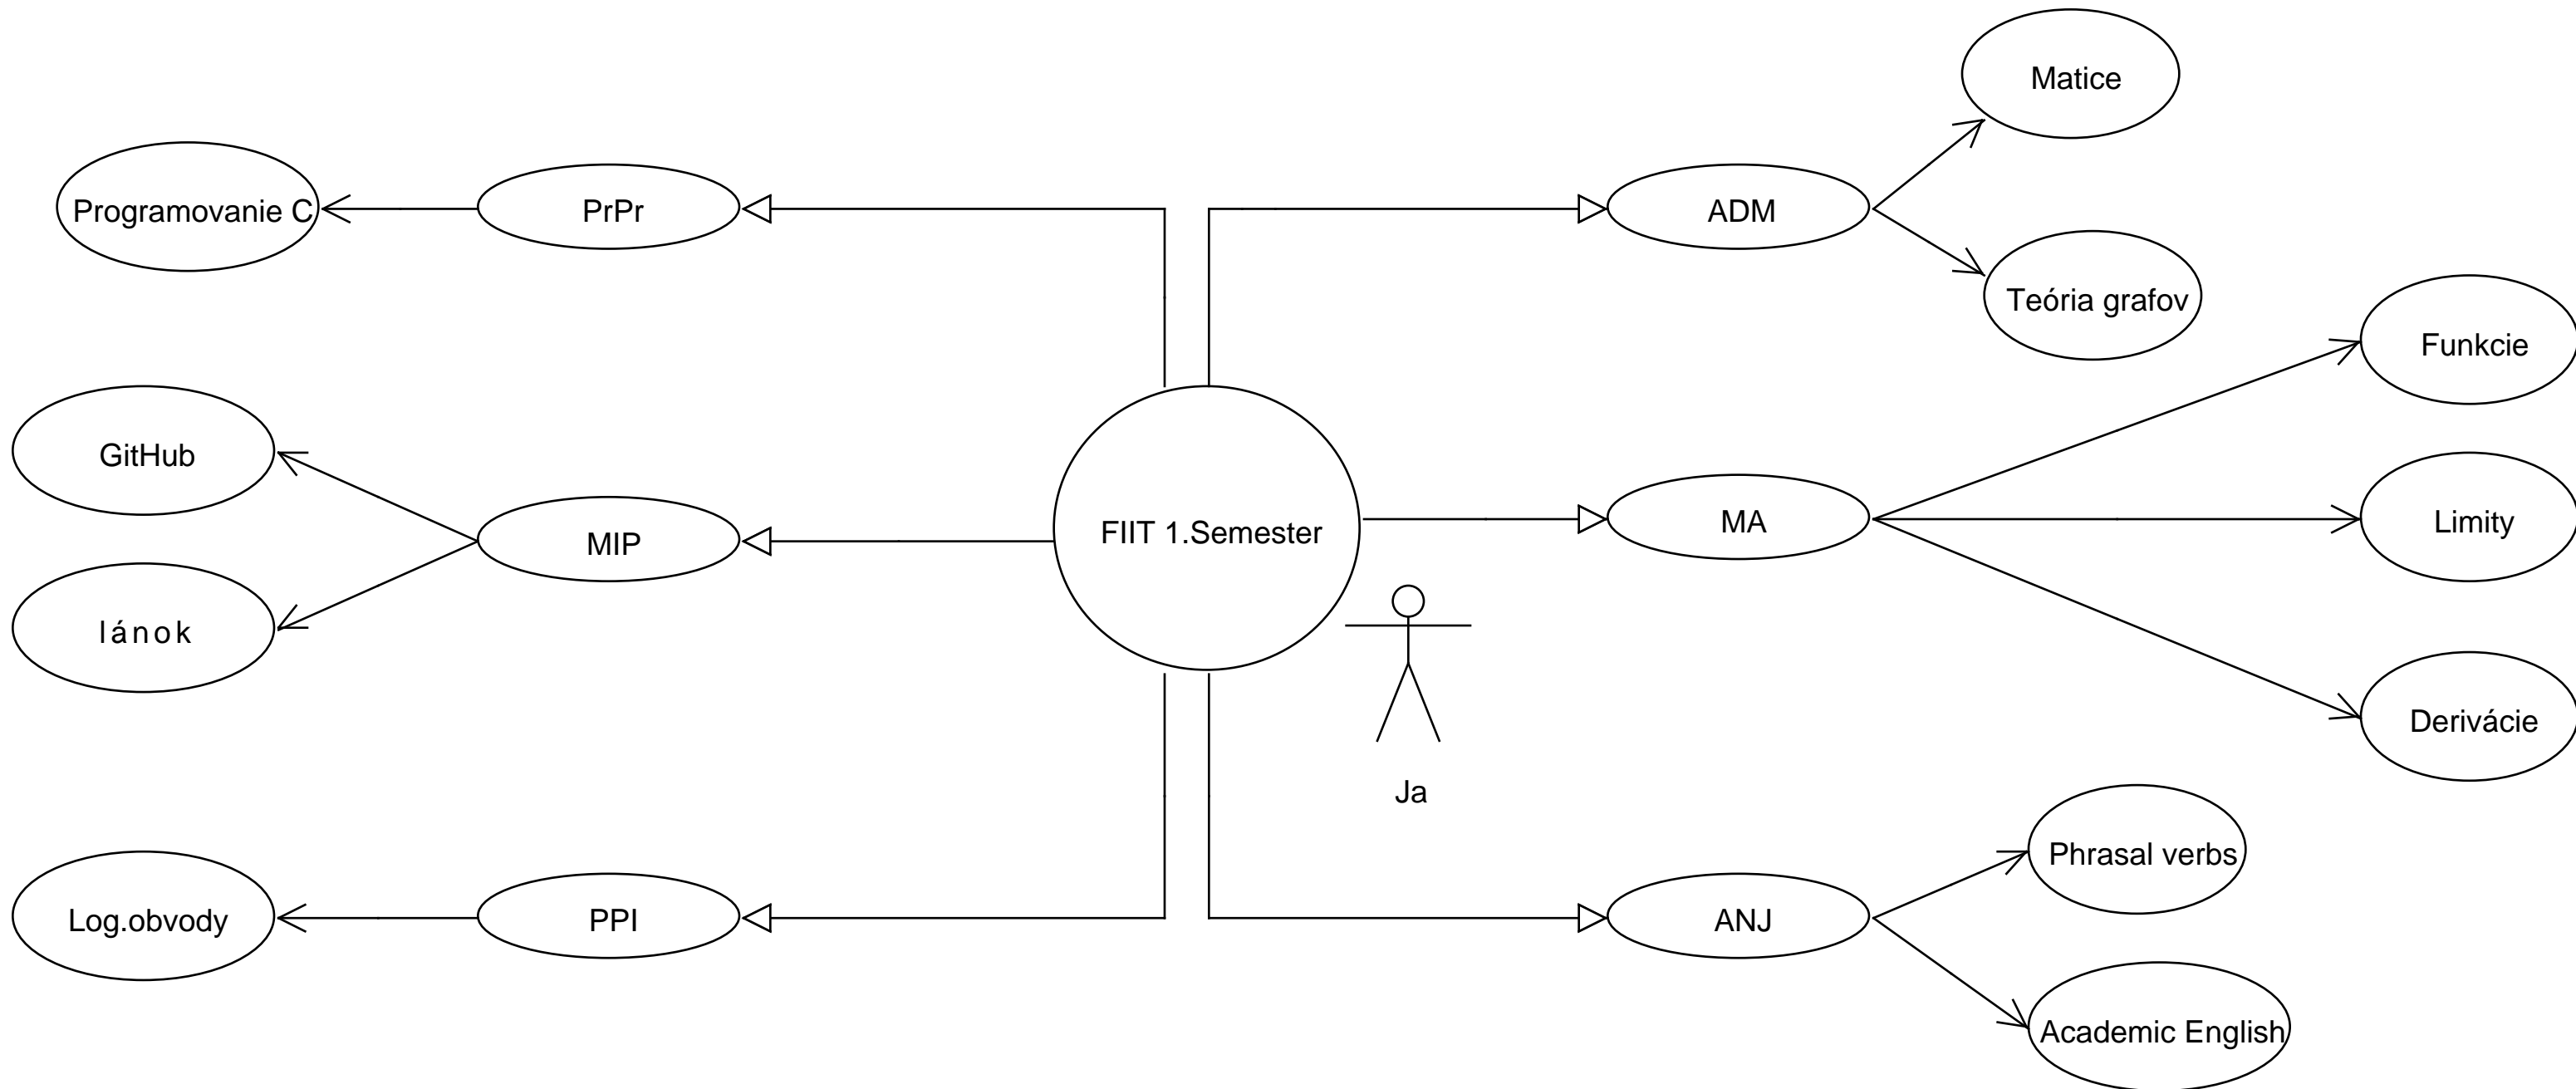 Matice
Programovanie C
PrPr
ADM
Teória grafov
Funkcie
GitHub
MIP
FIIT 1.Semester
MA
Limity
lánok
Ja
Derivácie
Phrasal verbs
Log.obvody
PPI
ANJ
Academic English